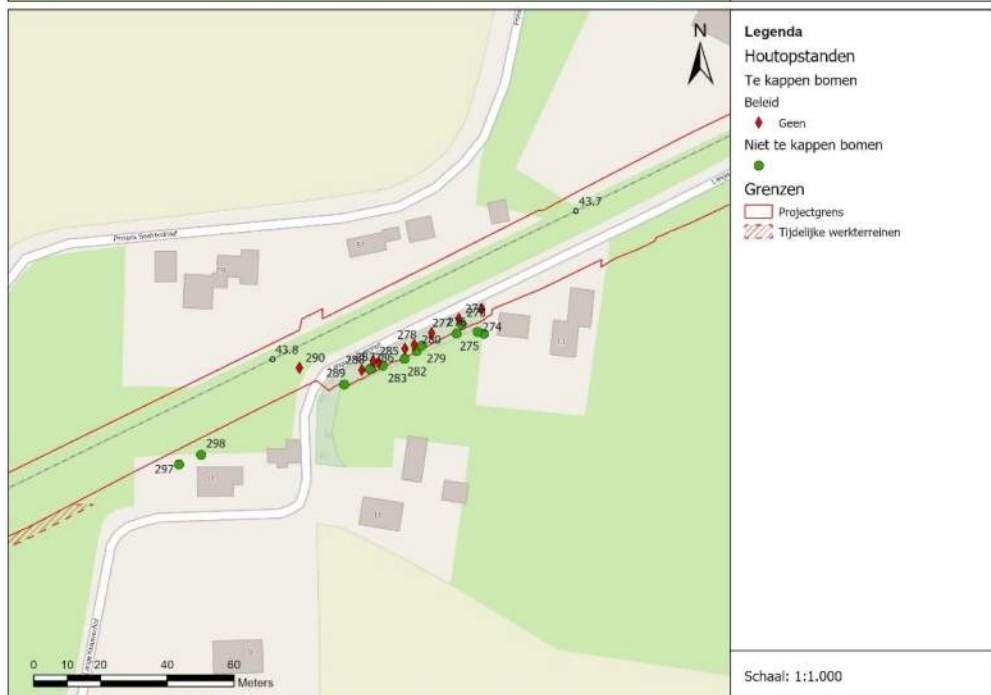 N
43.7
43.8
290
289
285
283
282
278
280
279
277
275
274
298
297
11
0 10 20 40 60
Meters
Legenda
Houtopstanden
Te kappen bomen
Beleid
Geen
Niet te kappen bomen
Grenzen
Projectgrens
Tijdelijke werkterreinen
Schaal: 1:1.000